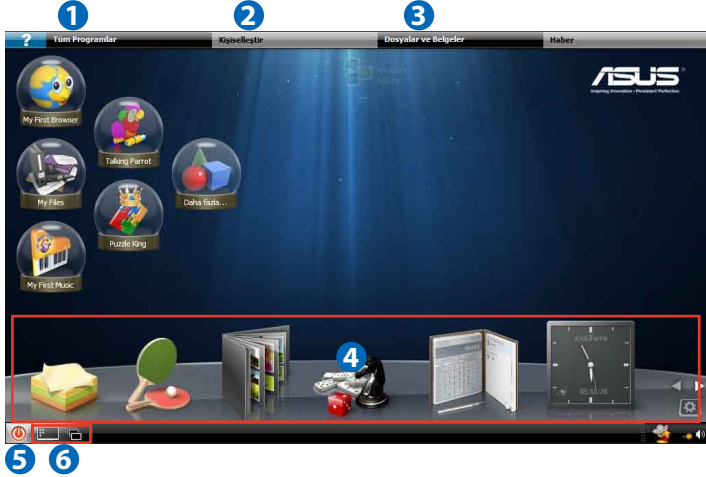 1
2
3
?
Tüm Programlar
Kişiselleştir
Dosyalar ve Belgeler
Haber
ASUS
Inspiring Innovation • Persistent Perfection
My First Browser
Talking Parrot
My Files
Daha fazla...
Puzzle King
My First Music
4
5
6